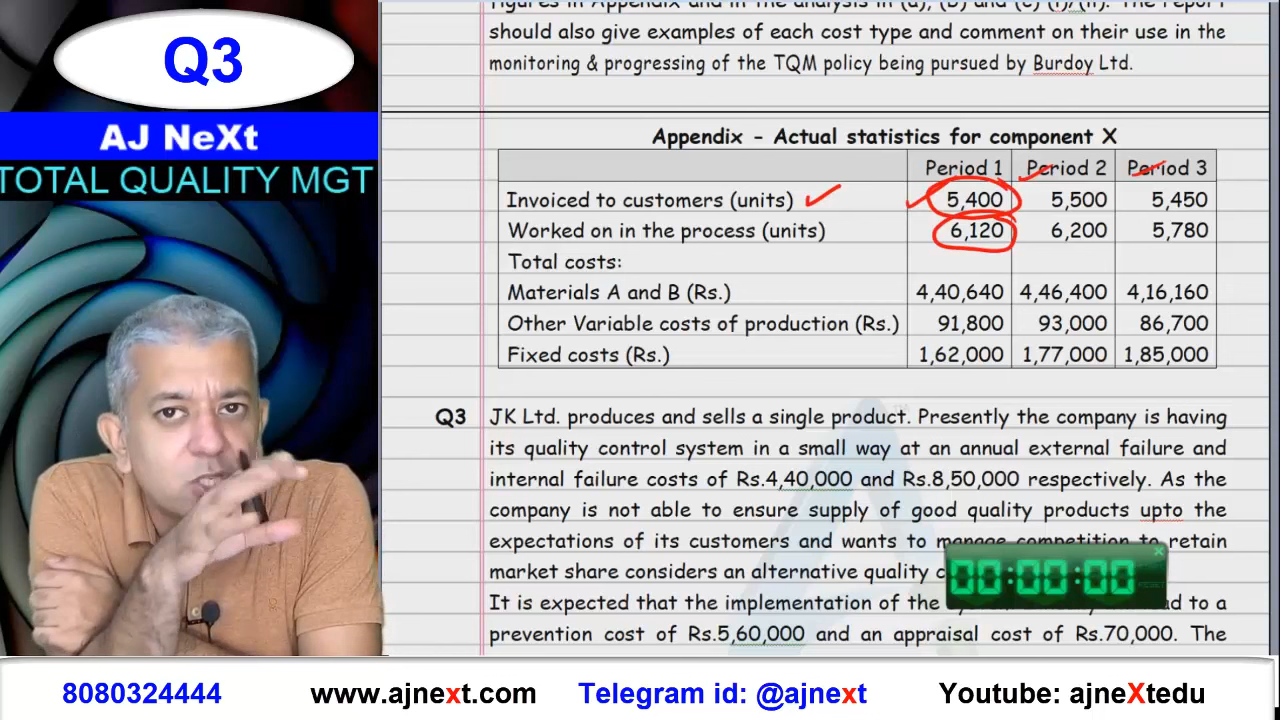 Q3
AJ NeXt
TOTAL QUALITY MGT
should also give examples of each cost type and comment on their use in the
monitoring & progressing of the TQM policy being pursued by Burdoy Ltd.
Appendix - Actual statistics for component X
Period 1 Period 2 Period 3
Invoiced to customers (units) 5,400 5,500 5,450
Worked on in the process (units) 6,120 6,200 5,780
Total costs:
Materials A and B (Rs.) 4,40,640 4,46,400 4,16,160
Other Variable costs of production (Rs.) 91,800 93,000 86,700
Fixed costs (Rs.) 1,62,000 1,77,000 1,85,000
Q3 JK Ltd. produces and sells a single product. Presently the company is having
its quality control system in a small way at an annual external failure and
internal failure costs of Rs.4,40,000 and Rs.8,50,000 respectively. As the
company is not able to ensure supply of good quality products upto the
expectations of its customers and wants to manage competition to retain
market share considers an alternative quality
00:00:00
It is expected that the implementation of the to a
prevention cost of Rs.5,60,000 and an appraisal cost of Rs.70,000. The
8080324444 www.ajnext.com Telegram id: @ajnext Youtube: ajneXtedu